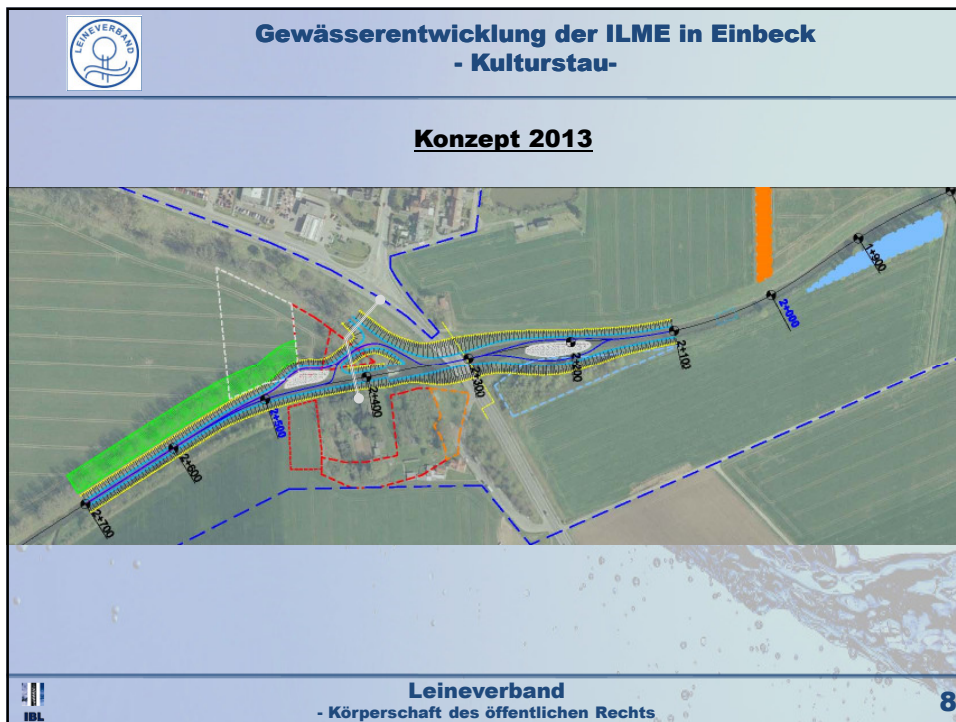 LEINEVERBAND
Gewässerentwicklung der ILME in Einbeck
- Kulturstau-
Konzept 2013
1+900
2+000
2+100
2+200
2+300
2+400
2+500
2+600
2+700
IBL
Leineverband
- Körperschaft des öffentlichen Rechts
8